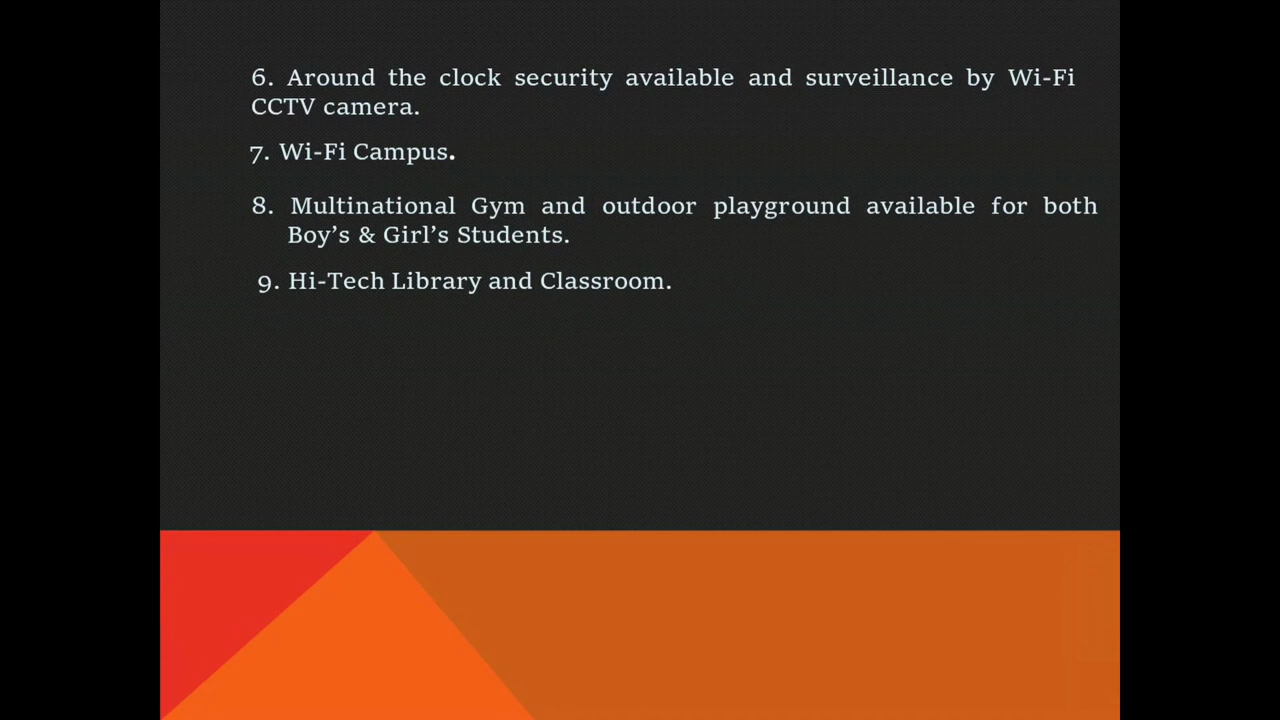 6. Around the clock security available and surveillance by Wi-Fi
CCTV camera.
7. Wi-Fi Campus.
8. Multinational Gym and outdoor playground available for both
Boy’s & Girl’s Students.
9. Hi-Tech Library and Classroom.